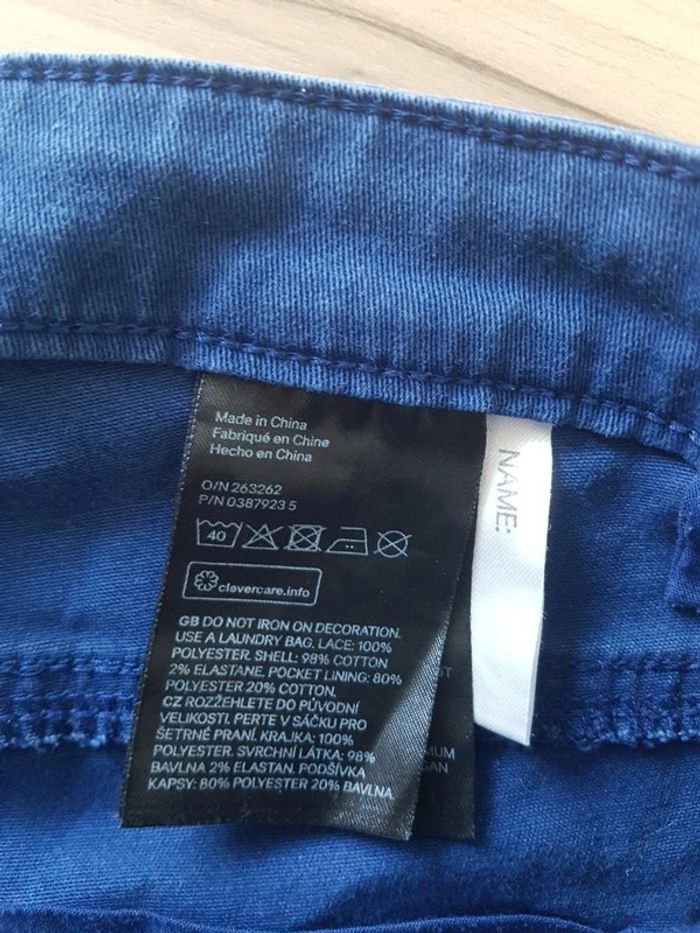 Made in China
Fabriqué en Chine
Hecho en China
O/N 263262
P/N 0387923 5
40
clevercare.info
GB DO NOT IRON ON DECORATION.
USE A LAUNDRY BAG. LACE: 100%
POLYESTER. SHELL: 98% COTTON
2% ELASTANE. POCKET LINING: 80%
POLYESTER 20% COTTON.
CZ ROZŽEHLETE DO PŮVODNÍ
VELIKOSTI. PERTE V SÁČKU PRO
ŠETRNÉ PRANÍ. KRAJKA: 100%
POLYESTER. SVRCHNÍ LÁTKA: 98%
BAVLNA 2% ELASTAN. PODŠÍVKA
KAPSY: 80% POLYESTER 20% BAVLNA
NAME: